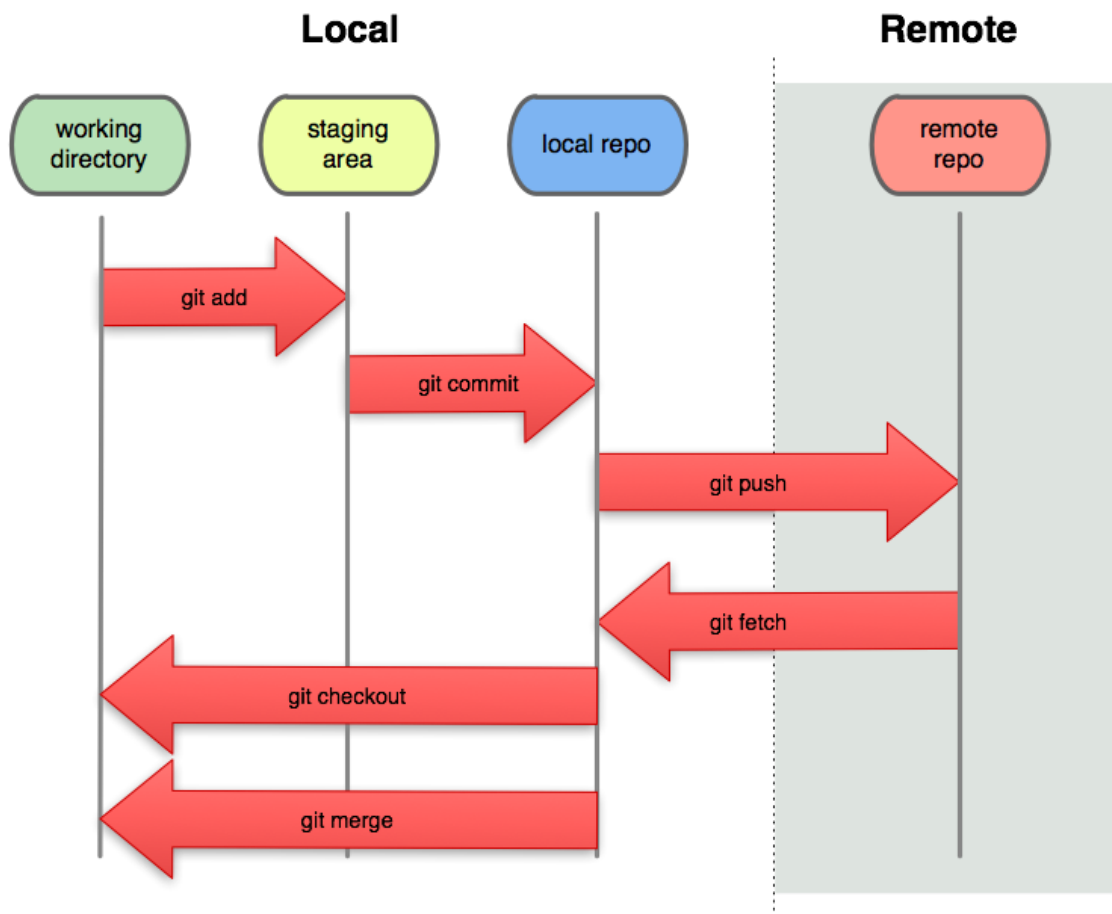 Local
Remote
working
directory
staging
area
local repo
remote
repo
git add
git commit
git push
git fetch
git checkout
git merge